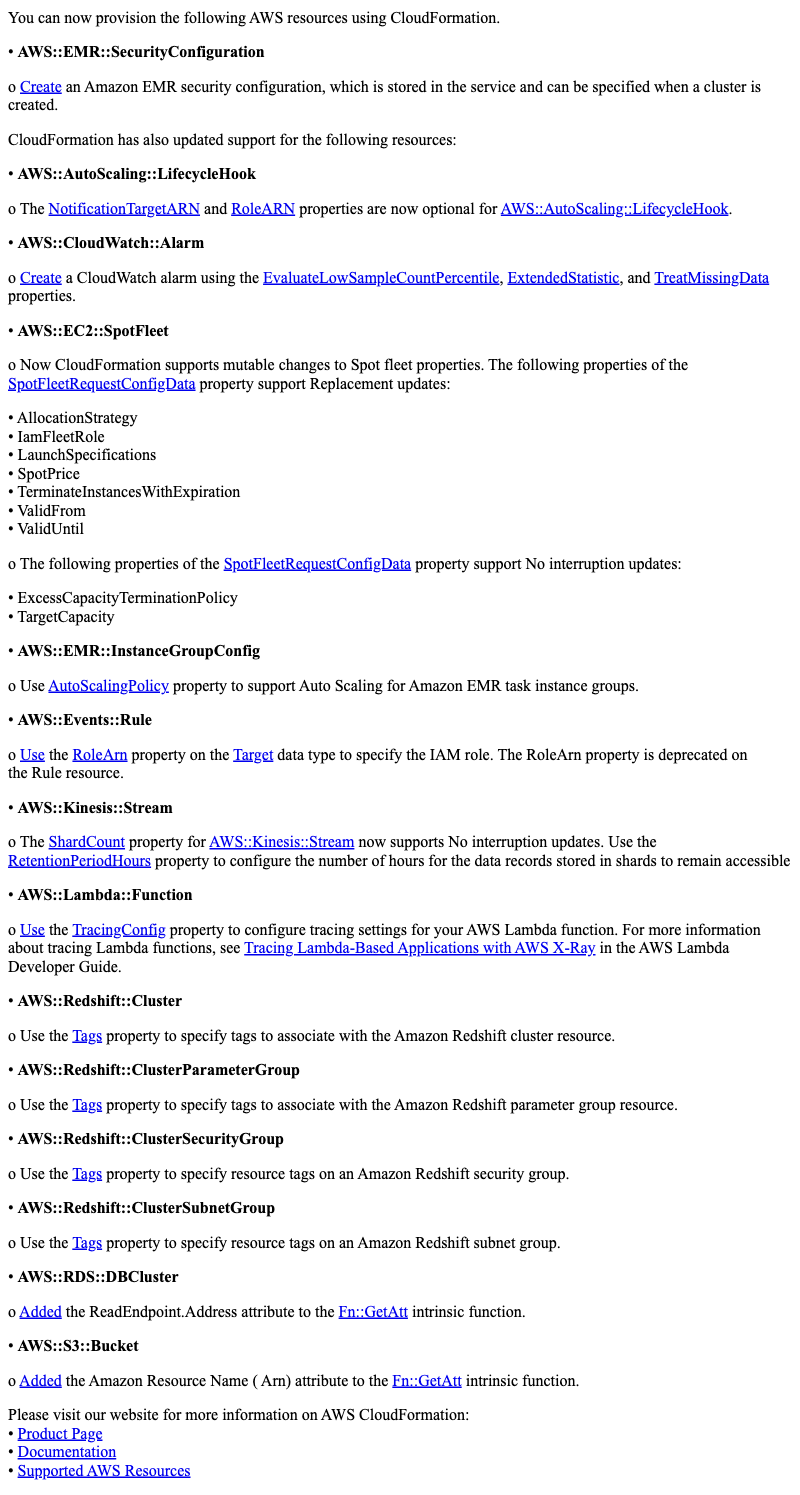 You can now provision the following AWS resources using CloudFormation.
• AWS::EMR::SecurityConfiguration
o Create an Amazon EMR security configuration, which is stored in the service and can be specified when a cluster is
created.
CloudFormation has also updated support for the following resources:
• AWS::AutoScaling::LifecycleHook
o The NotificationTargetARN and RoleARN properties are now optional for AWS::AutoScaling::LifecycleHook.
• AWS::CloudWatch::Alarm
o Create a CloudWatch alarm using the EvaluateLowSampleCountPercentile, ExtendedStatistic, and TreatMissingData
properties.
• AWS::EC2::SpotFleet
o Now CloudFormation supports mutable changes to Spot fleet properties. The following properties of the
SpotFleetRequestConfigData property support Replacement updates:
• AllocationStrategy
• IamFleetRole
• LaunchSpecifications
• SpotPrice
• TerminateInstancesWithExpiration
• ValidFrom
• ValidUntil
o The following properties of the SpotFleetRequestConfigData property support No interruption updates:
• ExcessCapacityTerminationPolicy
• TargetCapacity
• AWS::EMR::InstanceGroupConfig
o Use AutoScalingPolicy property to support Auto Scaling for Amazon EMR task instance groups.
• AWS::Events::Rule
o Use the RoleArn property on the Target data type to specify the IAM role. The RoleArn property is deprecated on
the Rule resource.
• AWS::Kinesis::Stream
o The ShardCount property for AWS::Kinesis::Stream now supports No interruption updates. Use the
RetentionPeriodHours property to configure the number of hours for the data records stored in shards to remain accessible
• AWS::Lambda::Function
o Use the TracingConfig property to configure tracing settings for your AWS Lambda function. For more information
about tracing Lambda functions, see Tracing Lambda-Based Applications with AWS X-Ray in the AWS Lambda
Developer Guide.
• AWS::Redshift::Cluster
o Use the Tags property to specify tags to associate with the Amazon Redshift cluster resource.
• AWS::Redshift::ClusterParameterGroup
o Use the Tags property to specify tags to associate with the Amazon Redshift parameter group resource.
• AWS::Redshift::ClusterSecurityGroup
o Use the Tags property to specify resource tags on an Amazon Redshift security group.
• AWS::Redshift::ClusterSubnetGroup
o Use the Tags property to specify resource tags on an Amazon Redshift subnet group.
• AWS::RDS::DBCluster
o Added the ReadEndpoint.Address attribute to the Fn::GetAtt intrinsic function.
• AWS::S3::Bucket
o Added the Amazon Resource Name ( Arn) attribute to the Fn::GetAtt intrinsic function.
Please visit our website for more information on AWS CloudFormation:
• Product Page
• Documentation
• Supported AWS Resources